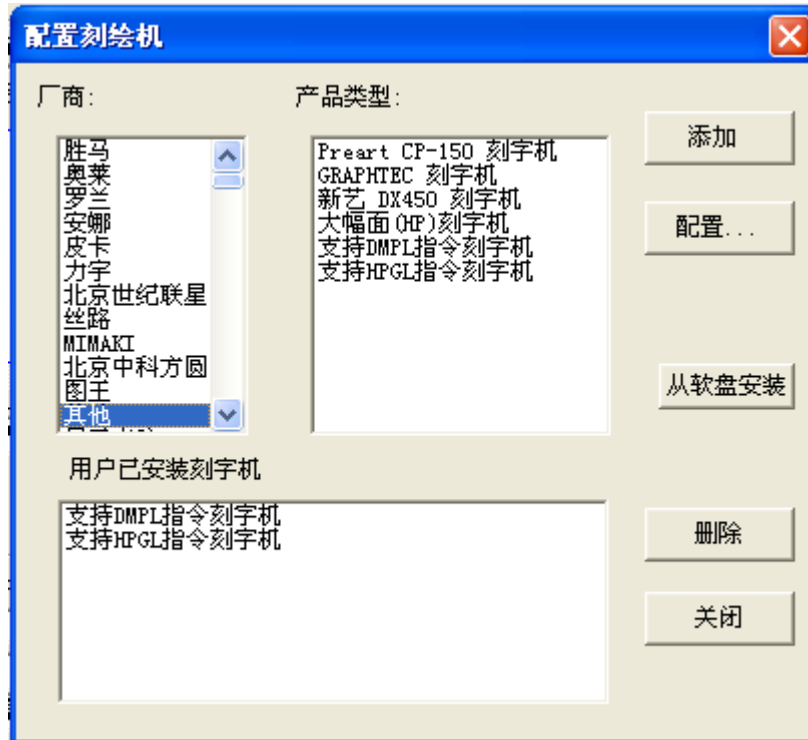 配置刻绘机
厂商:
产品类型:
胜马
奥莱
罗兰
安娜
皮卡
力宇
北京世纪联星
丝路
MIMAKI
北京中科方圆
图王
其他
Preart CP-150 刻字机
GRAPHTEC 刻字机
新艺 DX450 刻字机
大幅面(HP)刻字机
支持DMPL指令刻字机
支持HPGL指令刻字机
添加
配置...
从软盘安装
用户已安装刻字机
支持DMPL指令刻字机
支持HPGL指令刻字机
删除
关闭